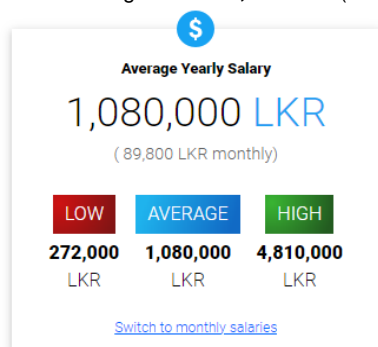 $
Average Yearly Salary
1,080,000 LKR
( 89,800 LKR monthly)
LOW AVERAGE HIGH
272,000 1,080,000 4,810,000
LKR LKR LKR
Switch to monthly salaries